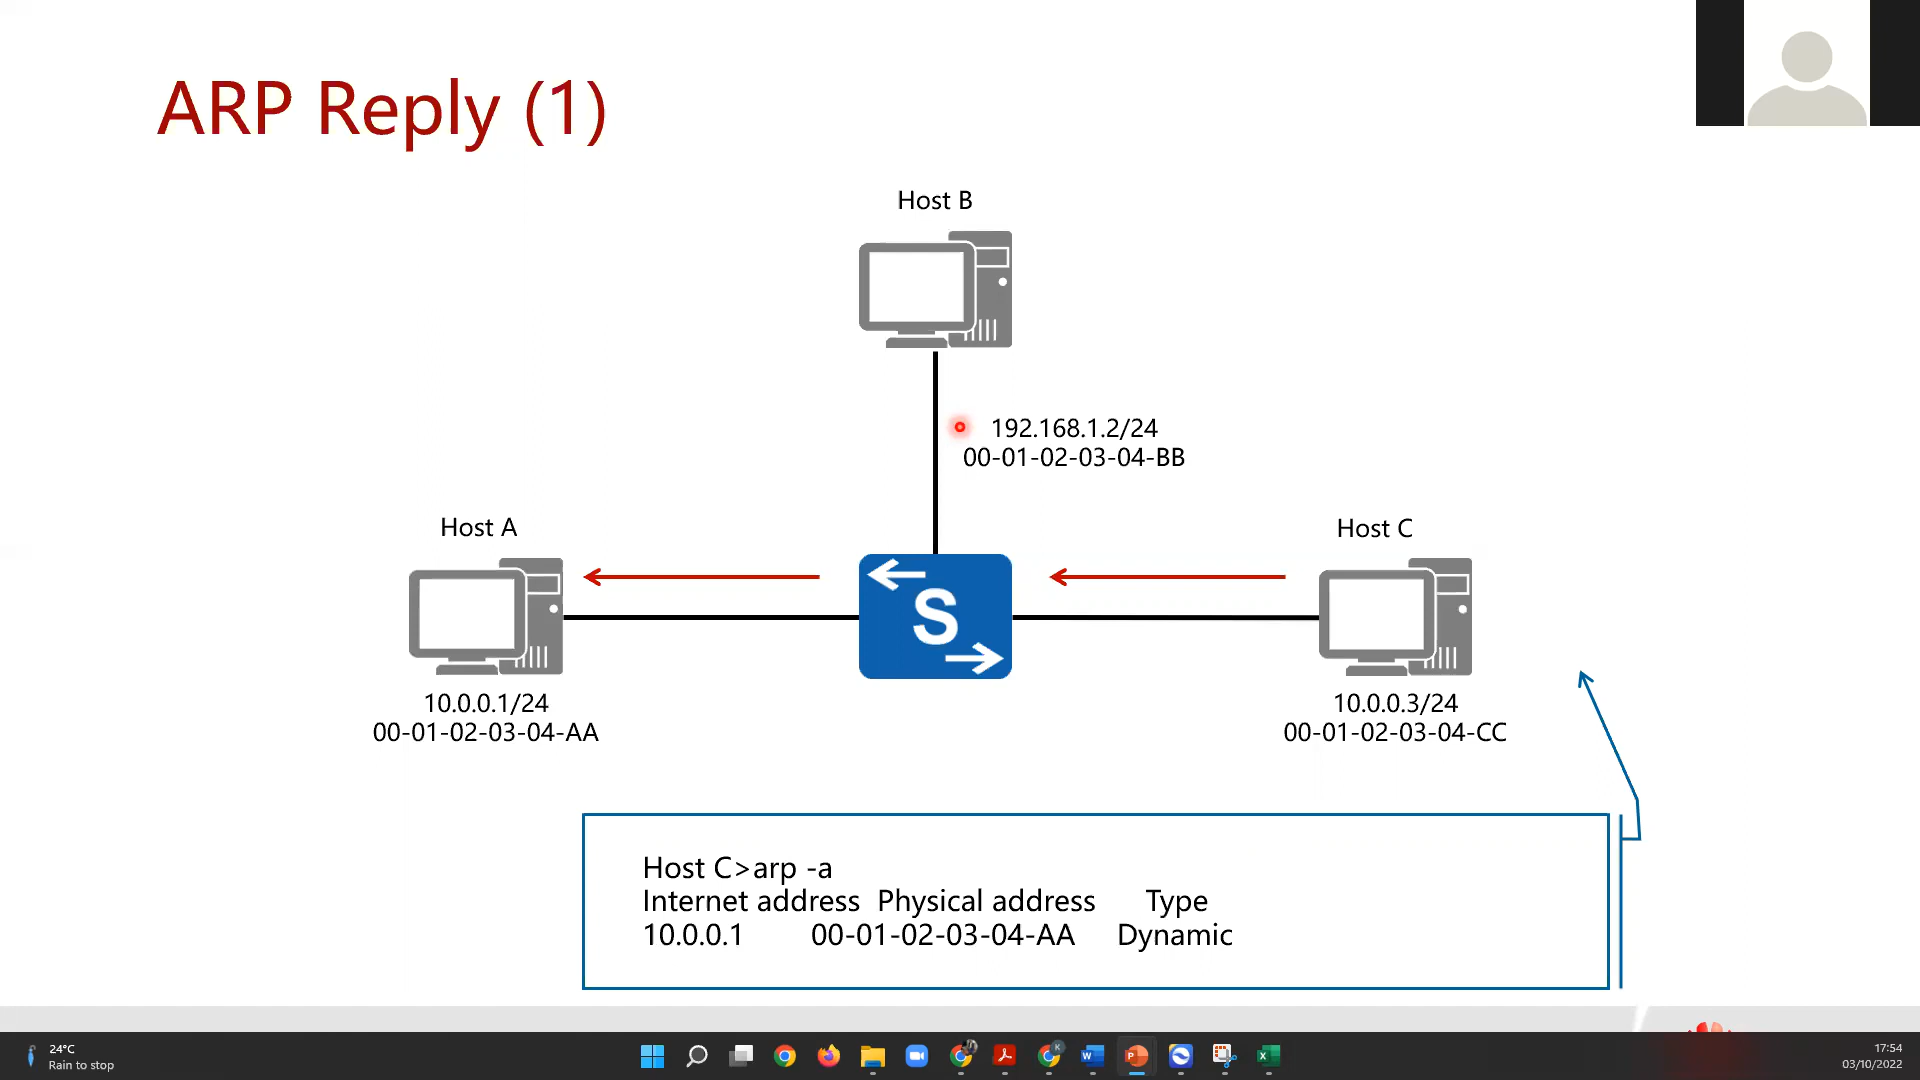 ARP Reply (1)
Host B
192.168.1.2/24
00-01-02-03-04-BB
Host A
Host C
S
10.0.0.1/24
00-01-02-03-04-AA
10.0.0.3/24
00-01-02-03-04-CC
Host C>arp -a
Internet address Physical address Type
10.0.0.1 00-01-02-03-04-AA Dynamic
24°C
Rain to stop
17:54
03/10/2022